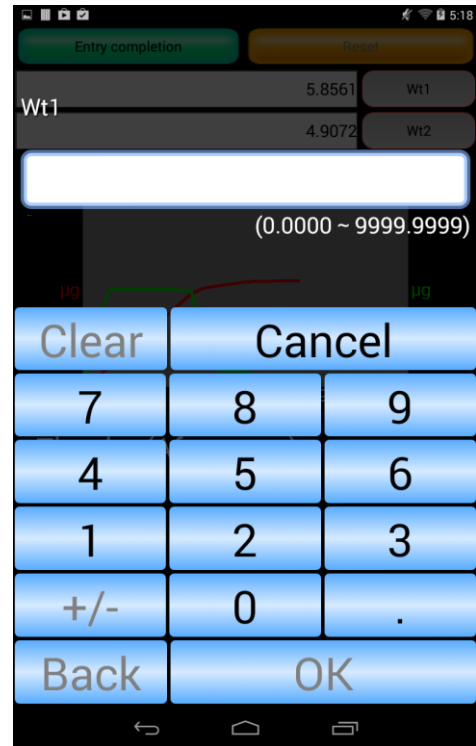 5:18
Entry completion Reset
5.8561 Wt1
Wt1
4.9072 Wt2
(0.0000 ~ 9999.9999)
µg µg
Clear Cancel
7 8 9
4 5 6
1 2 3
+/- 0 .
Back OK